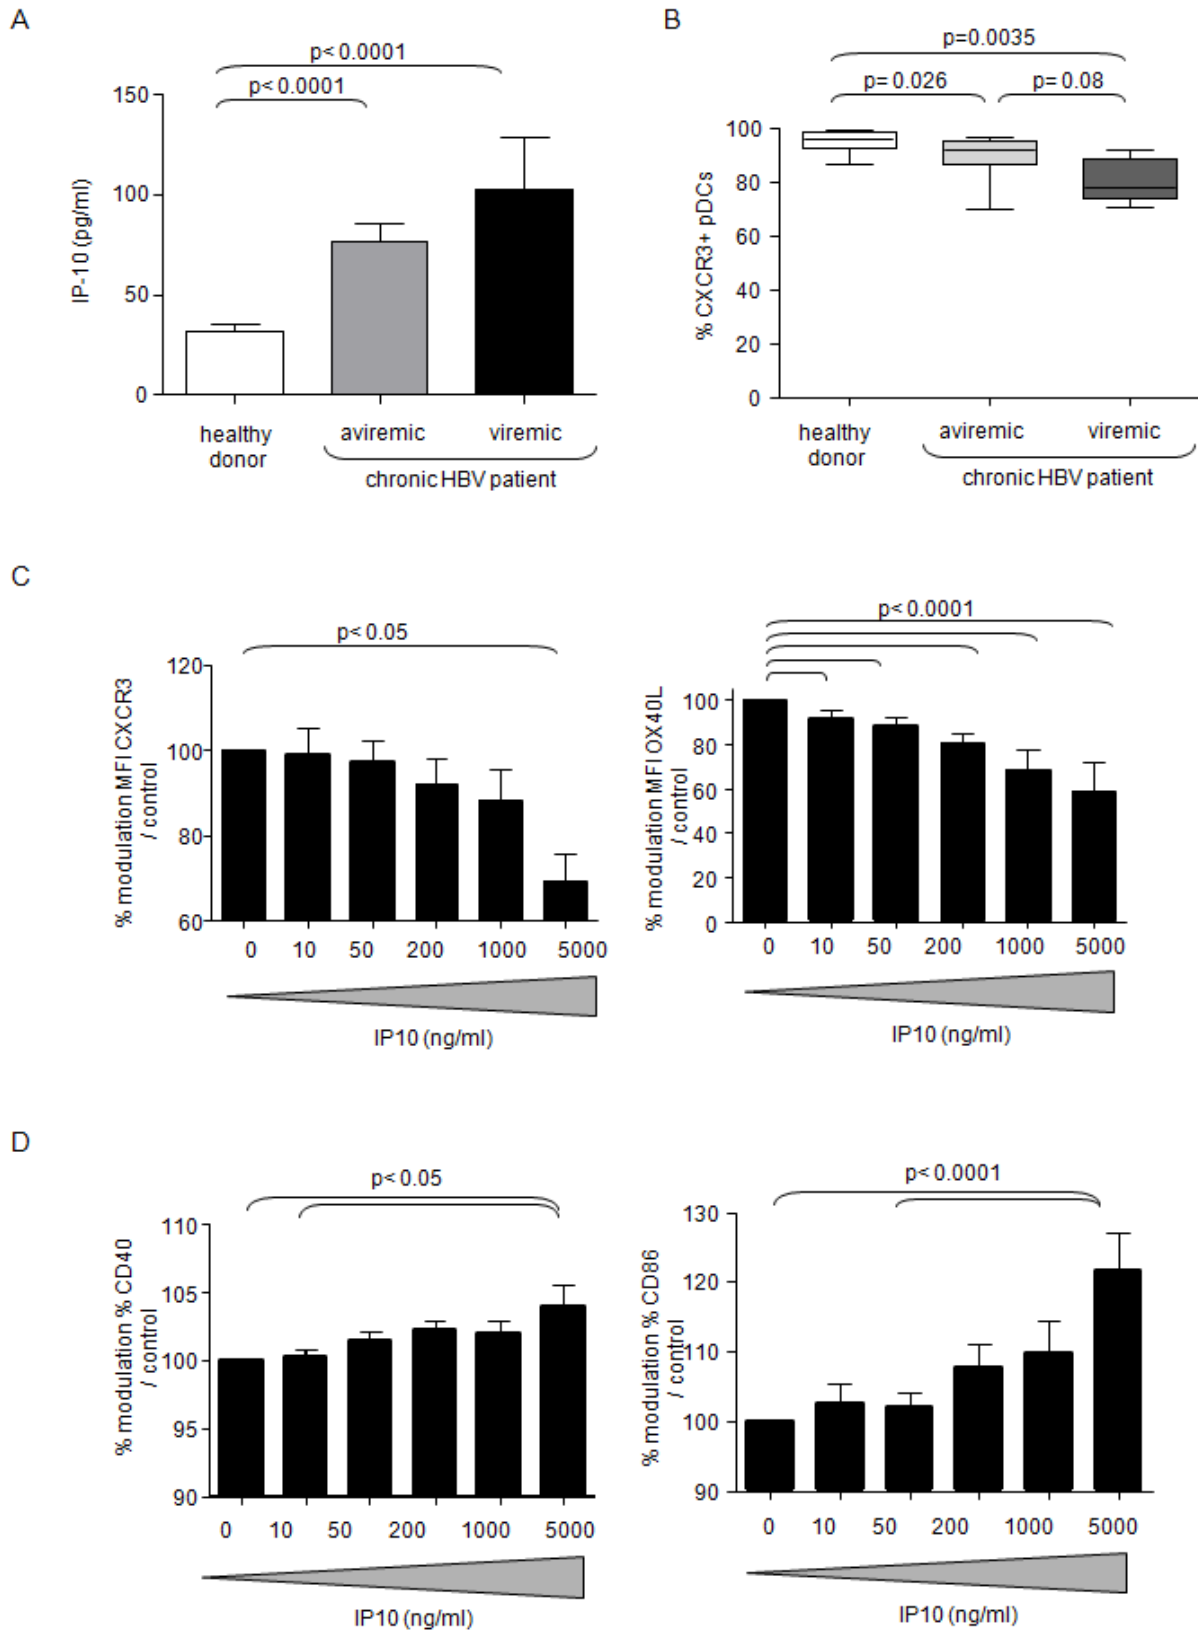 A
p< 0.0001
p< 0.0001
IP-10 (pg/ml)
150
100
50
0
healthy donor
aviremic
viremic
chronic HBV patient
B
p=0.0035
p= 0.026
p= 0.08
% CXCR3+ pDCs
100
80
60
40
20
0
healthy donor
aviremic
viremic
chronic HBV patient
C
p< 0.05
% modulation MFI CXCR3
/ control
120
100
80
60
0 10 50 200 1000 5000
IP10 (ng/ml)
p< 0.0001
% modulation MFI OX40L
/ control
100
80
60
40
20
0
0 10 50 200 1000 5000
IP10 (ng/ml)
D
p< 0.05
% modulation % CD40
/ control
110
105
100
95
90
0 10 50 200 1000 5000
IP10 (ng/ml)
p< 0.0001
% modulation % CD86
/ control
130
120
110
100
90
0 10 50 200 1000 5000
IP10 (ng/ml)